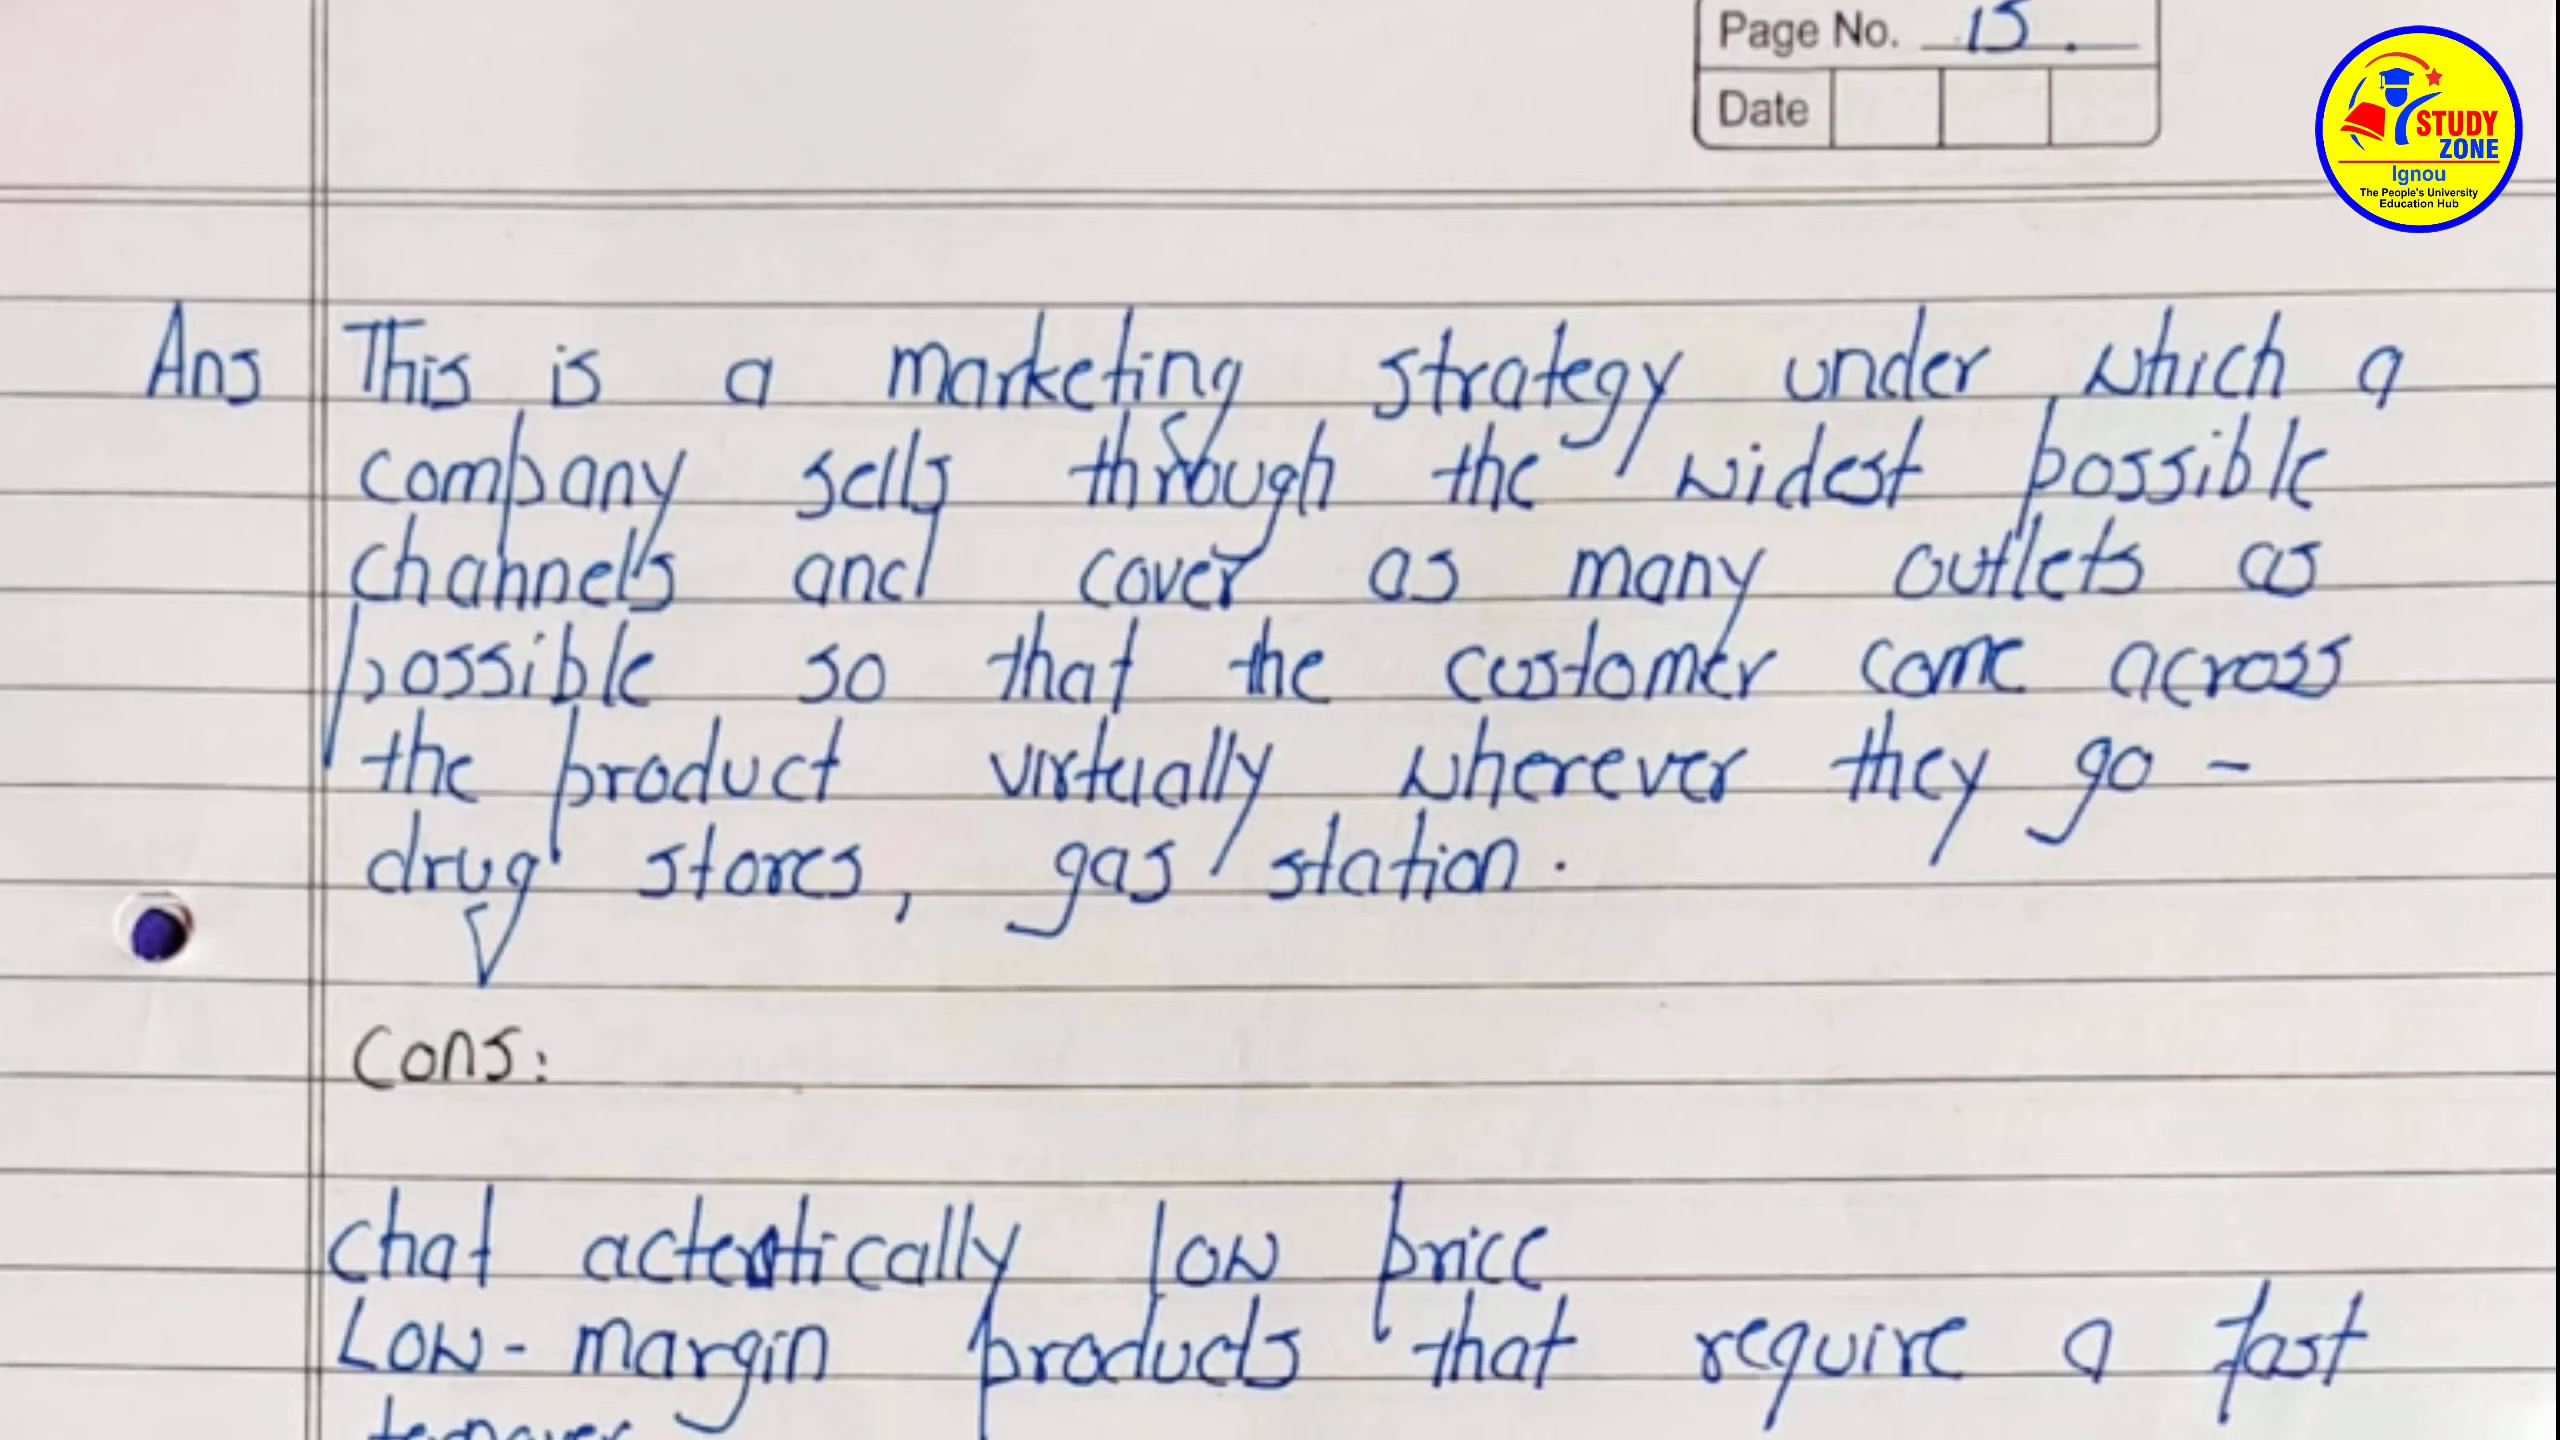 Page No. 15.
Date
STUDY
ZONE
Ignou
The People's University
Education Hub
Ans This is a marketing strategy under which a
company sells through the widest possible
channels and cover as many outlets as
possible so that the customer come across
the product virtually wherever they go -
drug stores, gas station.
Cons:
Chat actertically low price
Low- margin products that require a fast